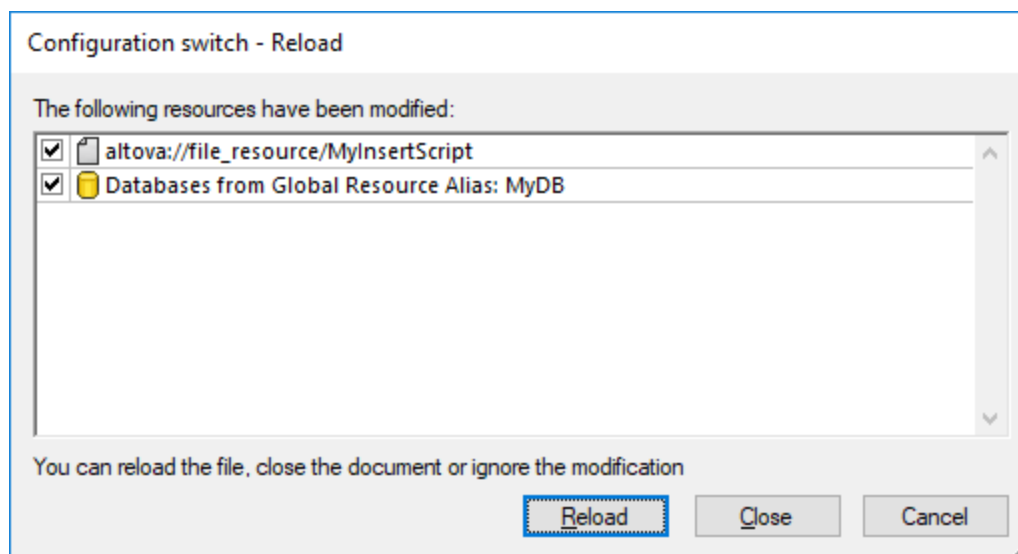 Configuration switch - Reload
The following resources have been modified:
altova://file_resource/MyInsertScript
Databases from Global Resource Alias: MyDB
You can reload the file, close the document or ignore the modification
Reload Close Cancel